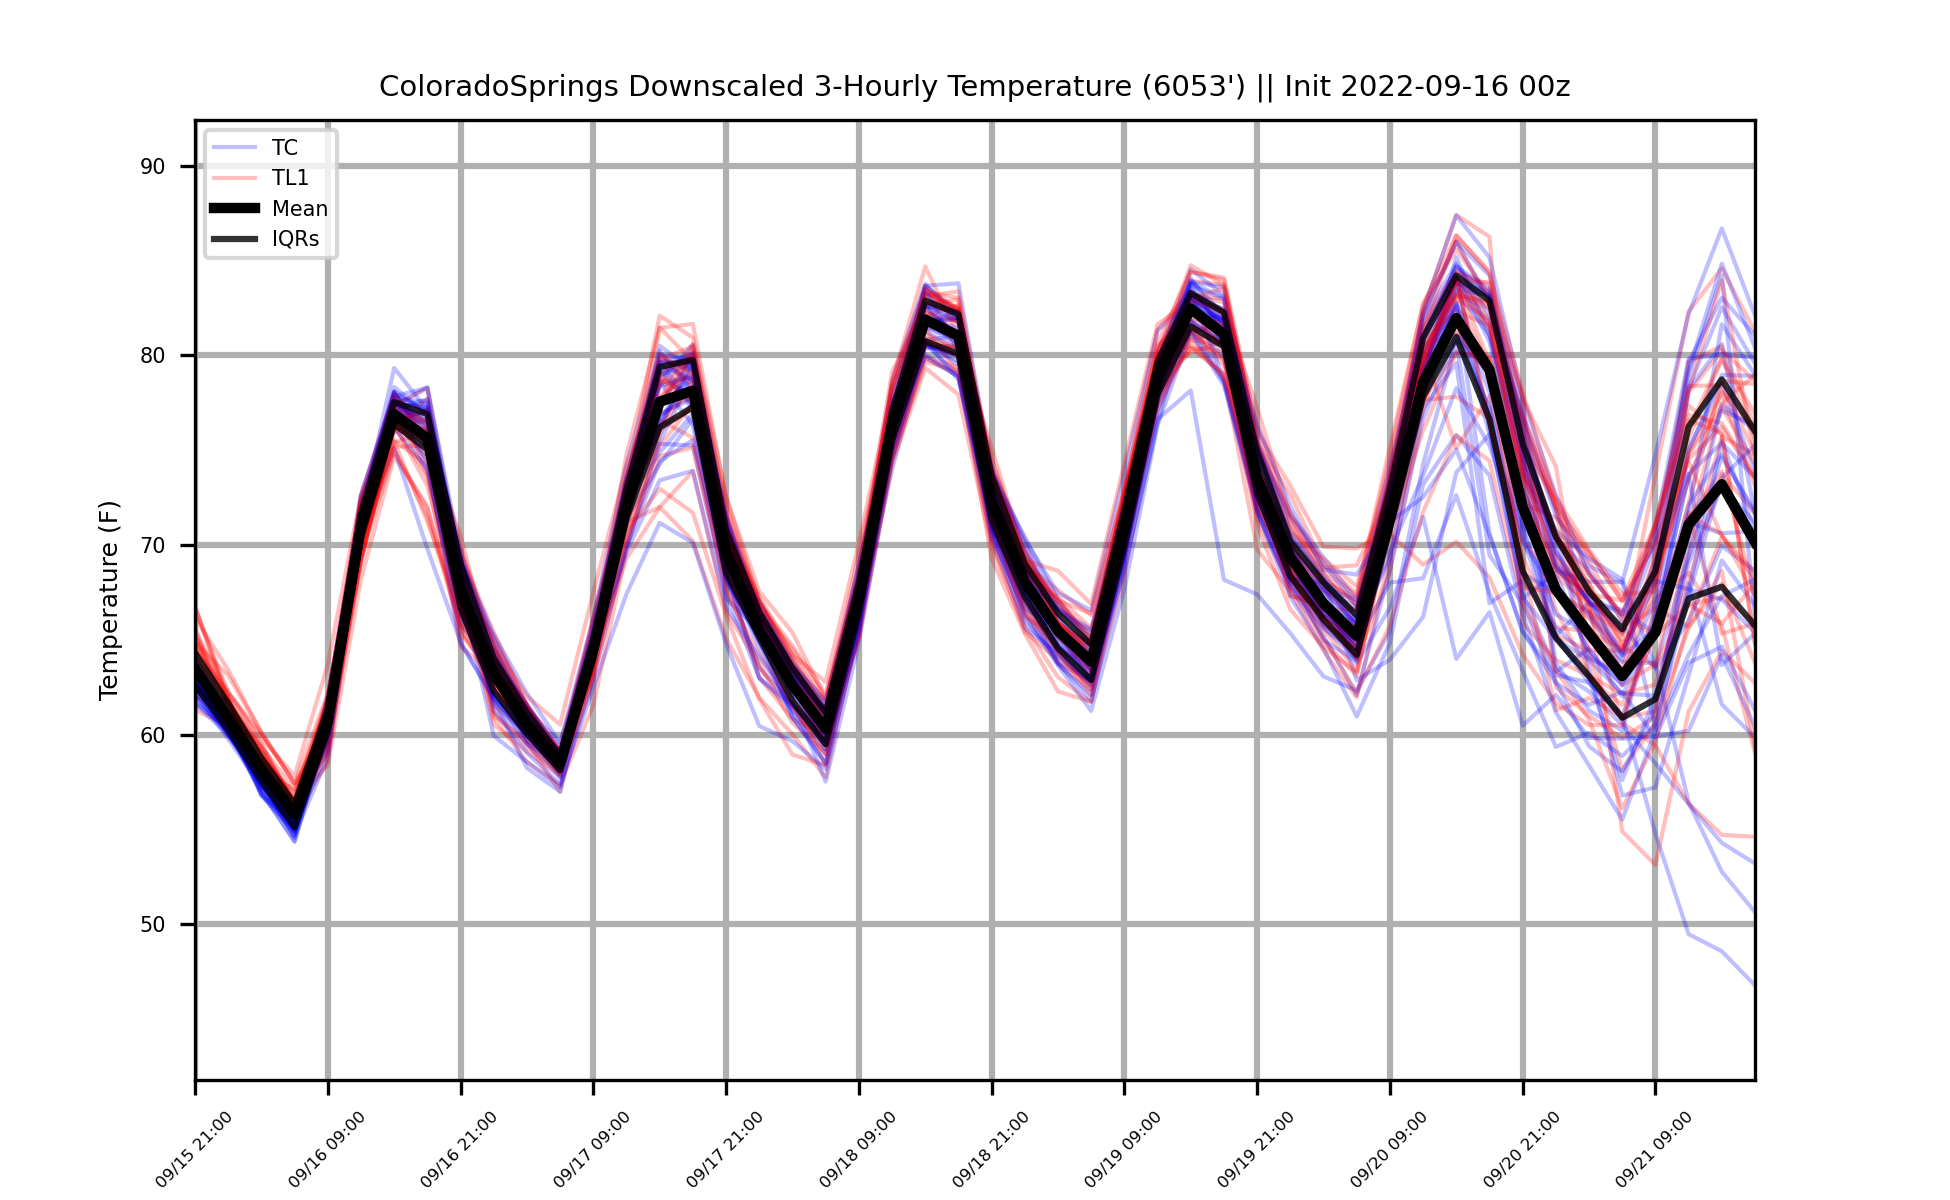 ColoradoSprings Downscaled 3-Hourly Temperature (6053') || Init 2022-09-16 00z
TC
TL1
Mean
IQRs
90
80
70
60
50
Temperature (F)
09/15 21:00
09/16 09:00
09/16 21:00
09/17 09:00
09/17 21:00
09/18 09:00
09/18 21:00
09/19 09:00
09/19 21:00
09/20 09:00
09/20 21:00
09/21 09:00